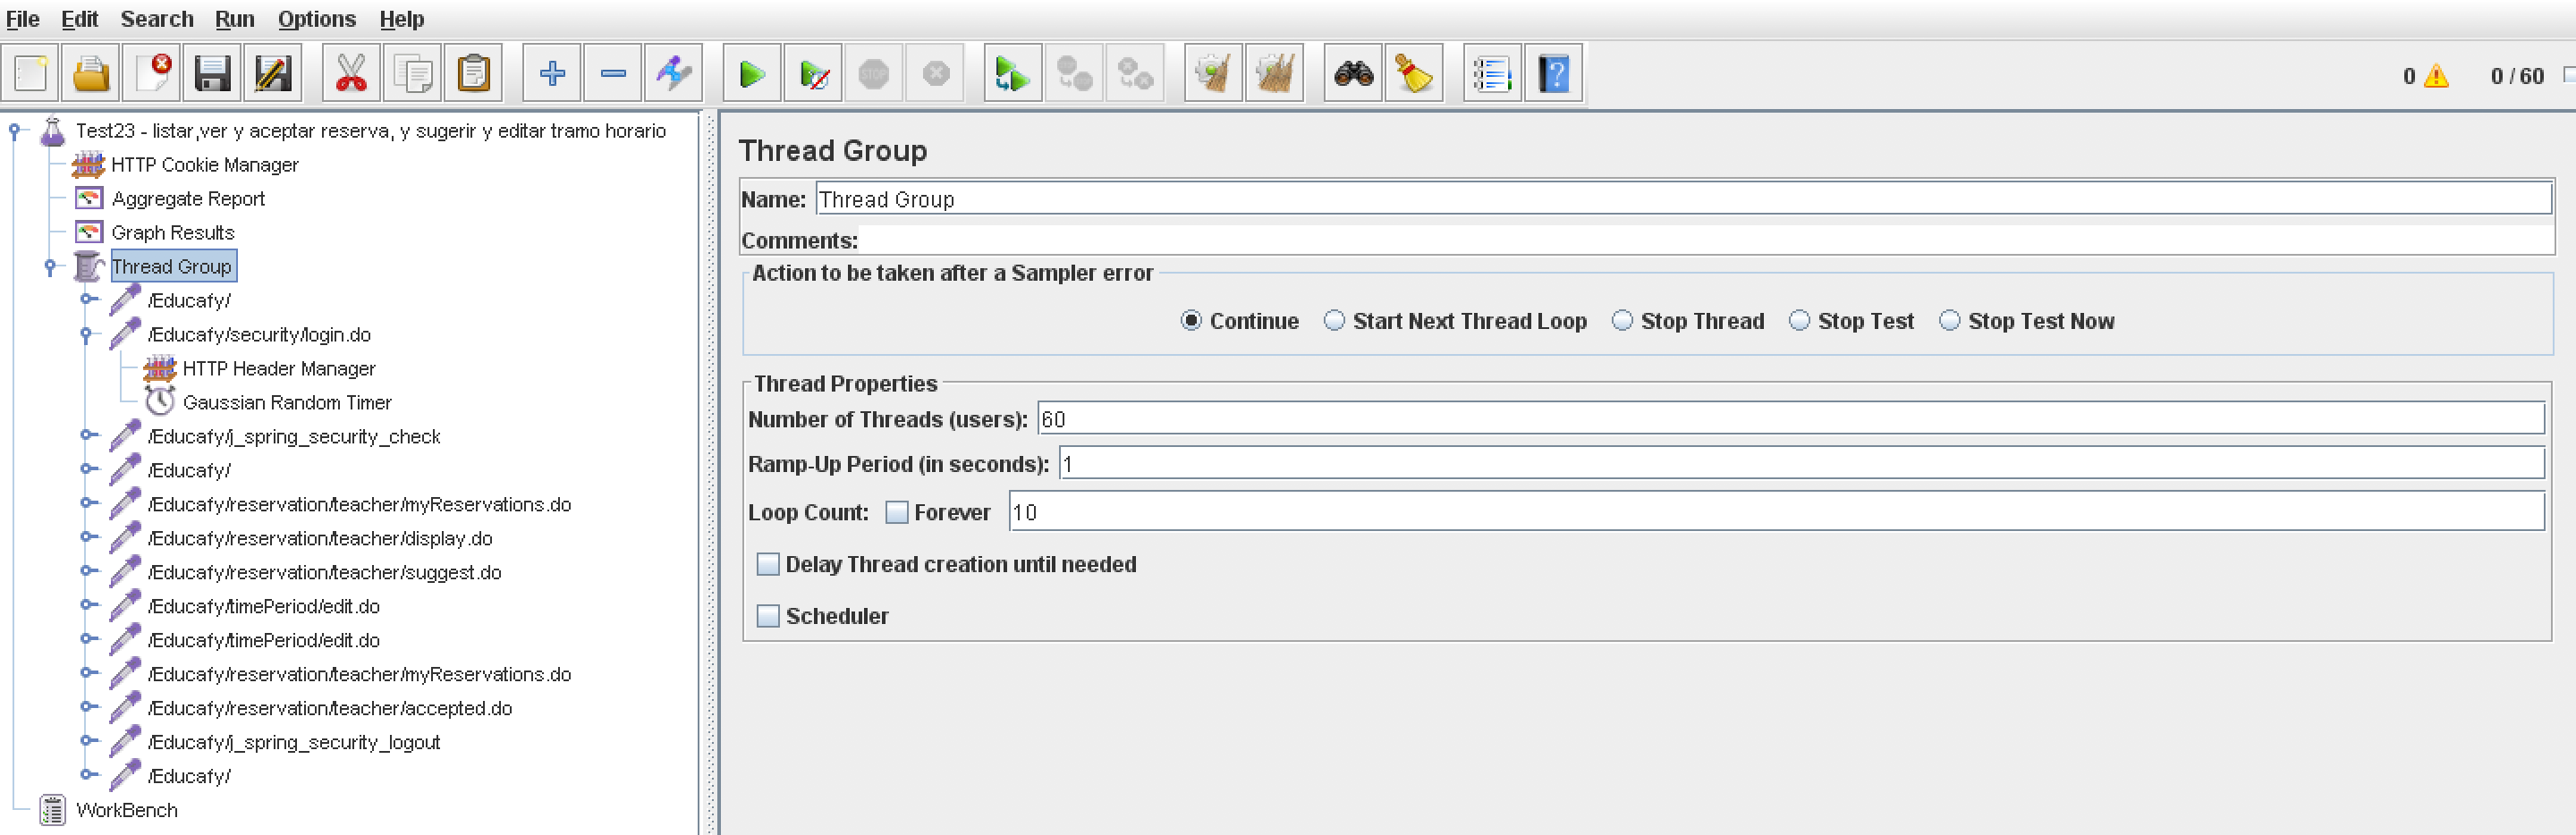 File Edit Search Run Options Help
STOP
0 0 / 60
Test23 - listar,ver y aceptar reserva, y sugerir y editar tramo horario
HTTP Cookie Manager
Aggregate Report
Graph Results
Thread Group
/Educafy/
/Educafy/security/login.do
HTTP Header Manager
Gaussian Random Timer
/Educafy/j_spring_security_check
/Educafy/
/Educafy/reservation/teacher/myReservations.do
/Educafy/reservation/teacher/display.do
/Educafy/reservation/teacher/suggest.do
/Educafy/timePeriod/edit.do
/Educafy/timePeriod/edit.do
/Educafy/reservation/teacher/myReservations.do
/Educafy/reservation/teacher/accepted.do
/Educafy/j_spring_security_logout
/Educafy/
WorkBench
Thread Group
Name: Thread Group
Comments:
Action to be taken after a Sampler error
Continue Start Next Thread Loop Stop Thread Stop Test Stop Test Now
Thread Properties
Number of Threads (users): 60
Ramp-Up Period (in seconds): 1
Loop Count: Forever 10
Delay Thread creation until needed
Scheduler